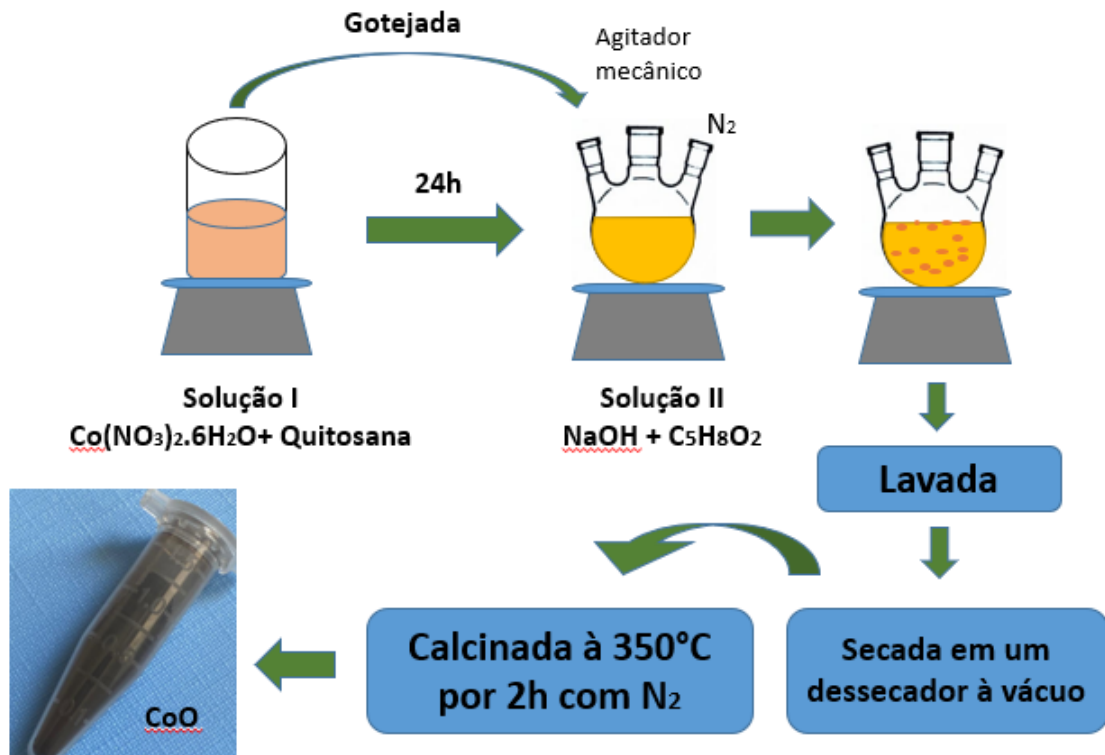 Gotejada
Agitador
mecânico
N₂
24h
Solução I
Co(NO₃)₂.6H₂O+ Quitosana
Solução II
NaOH + C₅H₈O₂
Lavada
Secada em um
dessecador à vácuo
Calcinada à 350°C
por 2h com N₂
CoO